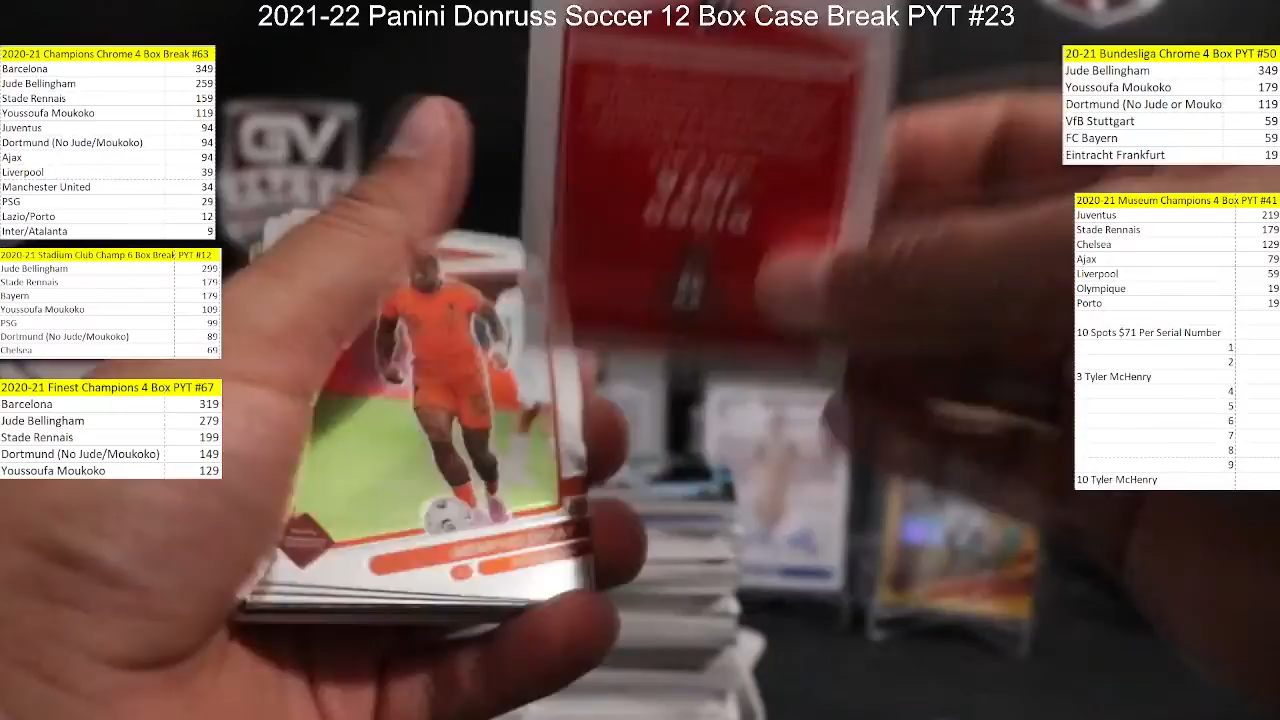 2021-22 Panini Donruss Soccer 12 Box Case Break PYT #23
2020-21 Champions Chrome 4 Box Break #63
Barcelona 349
Jude Bellingham 259
Stade Rennais 159
Youssoufa Moukoko 119
Juventus 94
Dortmund (No Jude/Moukoko) 94
Ajax 94
Liverpool 39
Manchester United 34
PSG 29
Lazio/Porto 12
Inter/Atalanta 9
2020-21 Stadium Club Champ 6 Box Break PYT #12
Jude Bellingham 299
Stade Rennais 179
Bayern 179
Youssoufa Moukoko 109
PSG 99
Dortmund (No Jude/Moukoko) 89
Chelsea 69
2020-21 Finest Champions 4 Box PYT #67
Barcelona 319
Jude Bellingham 279
Stade Rennais 199
Dortmund (No Jude/Moukoko) 149
Youssoufa Moukoko 129
GV
20-21 Bundesliga Chrome 4 Box PYT #50
Jude Bellingham 349
Youssoufa Moukoko 179
Dortmund (No Jude or Mouko 119
VfB Stuttgart 59
FC Bayern 59
Eintracht Frankfurt 19
2020-21 Museum Champions 4 Box PYT #41
Juventus 219
Stade Rennais 179
Chelsea 129
Ajax 79
Liverpool 59
Olympique 19
Porto 19
10 Spots $71 Per Serial Number
1
2
3 Tyler McHenry
4
5
6
7
8
9
10 Tyler McHenry